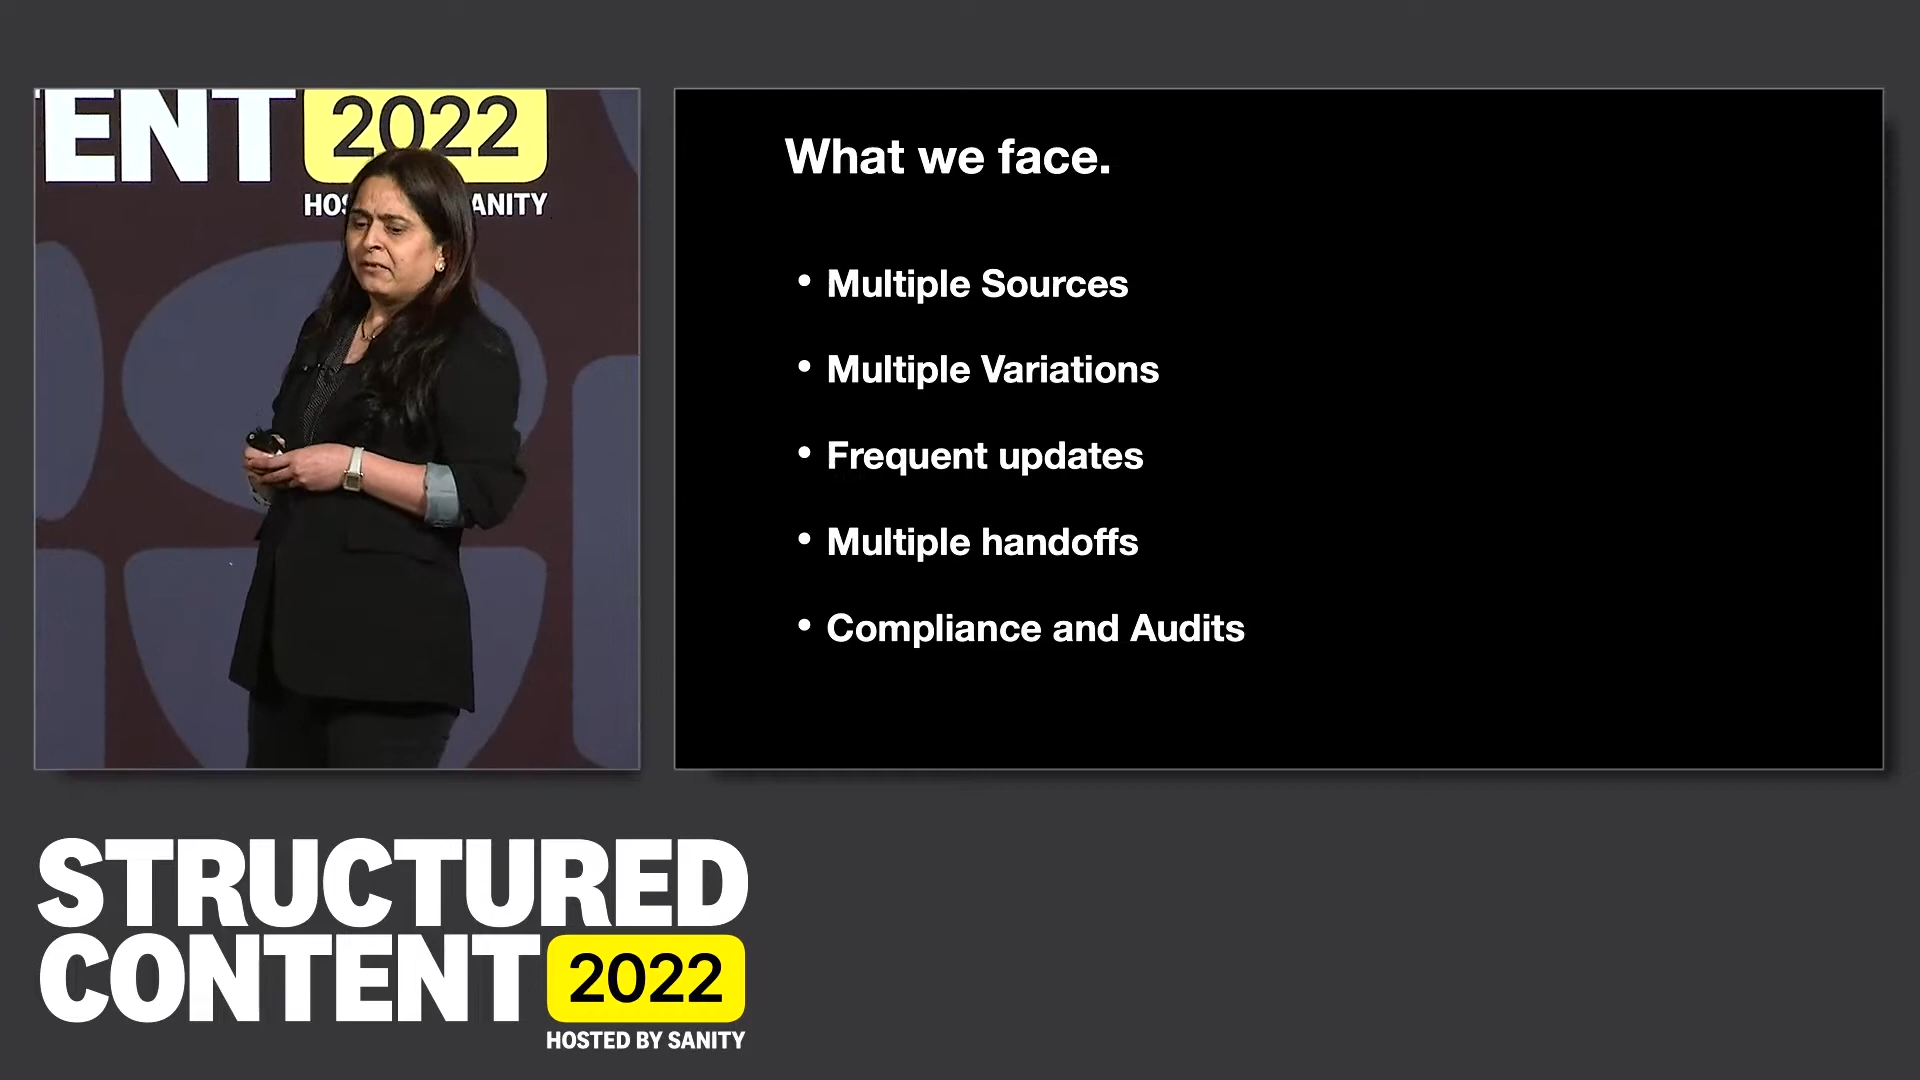 ENT 2022
HOS ANITY
What we face.
• Multiple Sources
• Multiple Variations
• Frequent updates
• Multiple handoffs
• Compliance and Audits
STRUCTURED
CONTENT 2022
HOSTED BY SANITY